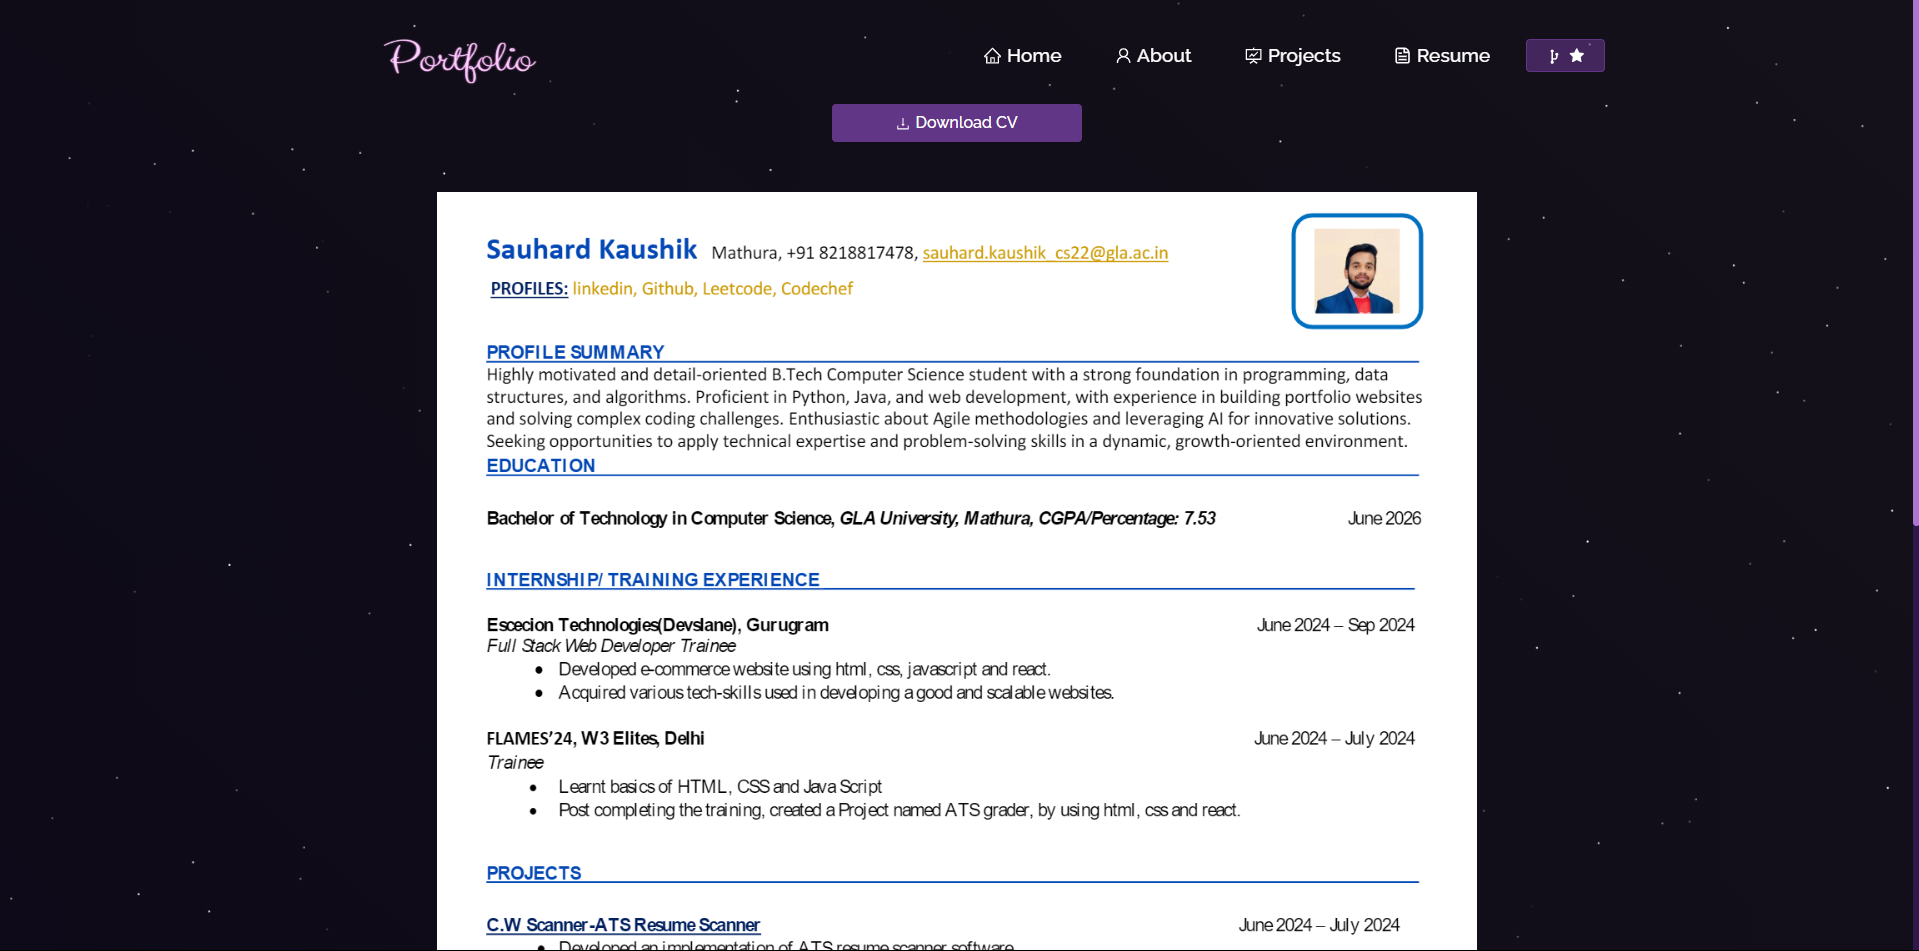 Portfolio
Home About Projects Resume
Download CV
Sauhard Kaushik Mathura, +91 8218817478, sauhard.kaushik_cs22@gla.ac.in
PROFILES: linkedin, Github, Leetcode, Codechef
PROFILE SUMMARY
Highly motivated and detail-oriented B.Tech Computer Science student with a strong foundation in programming, data
structures, and algorithms. Proficient in Python, Java, and web development, with experience in building portfolio websites
and solving complex coding challenges. Enthusiastic about Agile methodologies and leveraging AI for innovative solutions.
Seeking opportunities to apply technical expertise and problem-solving skills in a dynamic, growth-oriented environment.
EDUCATION
Bachelor of Technology in Computer Science, GLA University, Mathura, CGPA/Percentage: 7.53 June 2026
INTERNSHIP/ TRAINING EXPERIENCE
Escecion Technologies(Devslane), Gurugram June 2024 – Sep 2024
Full Stack Web Developer Trainee
• Developed e-commerce website using html, css, javascript and react.
• Acquired various tech-skills used in developing a good and scalable websites.
FLAMES’24, W3 Elites, Delhi June 2024 – July 2024
Trainee
• Learnt basics of HTML, CSS and Java Script
• Post completing the training, created a Project named ATS grader, by using html, css and react.
PROJECTS
C.W Scanner-ATS Resume Scanner June 2024 – July 2024
• Developed an implementation of ATS resume scanner software